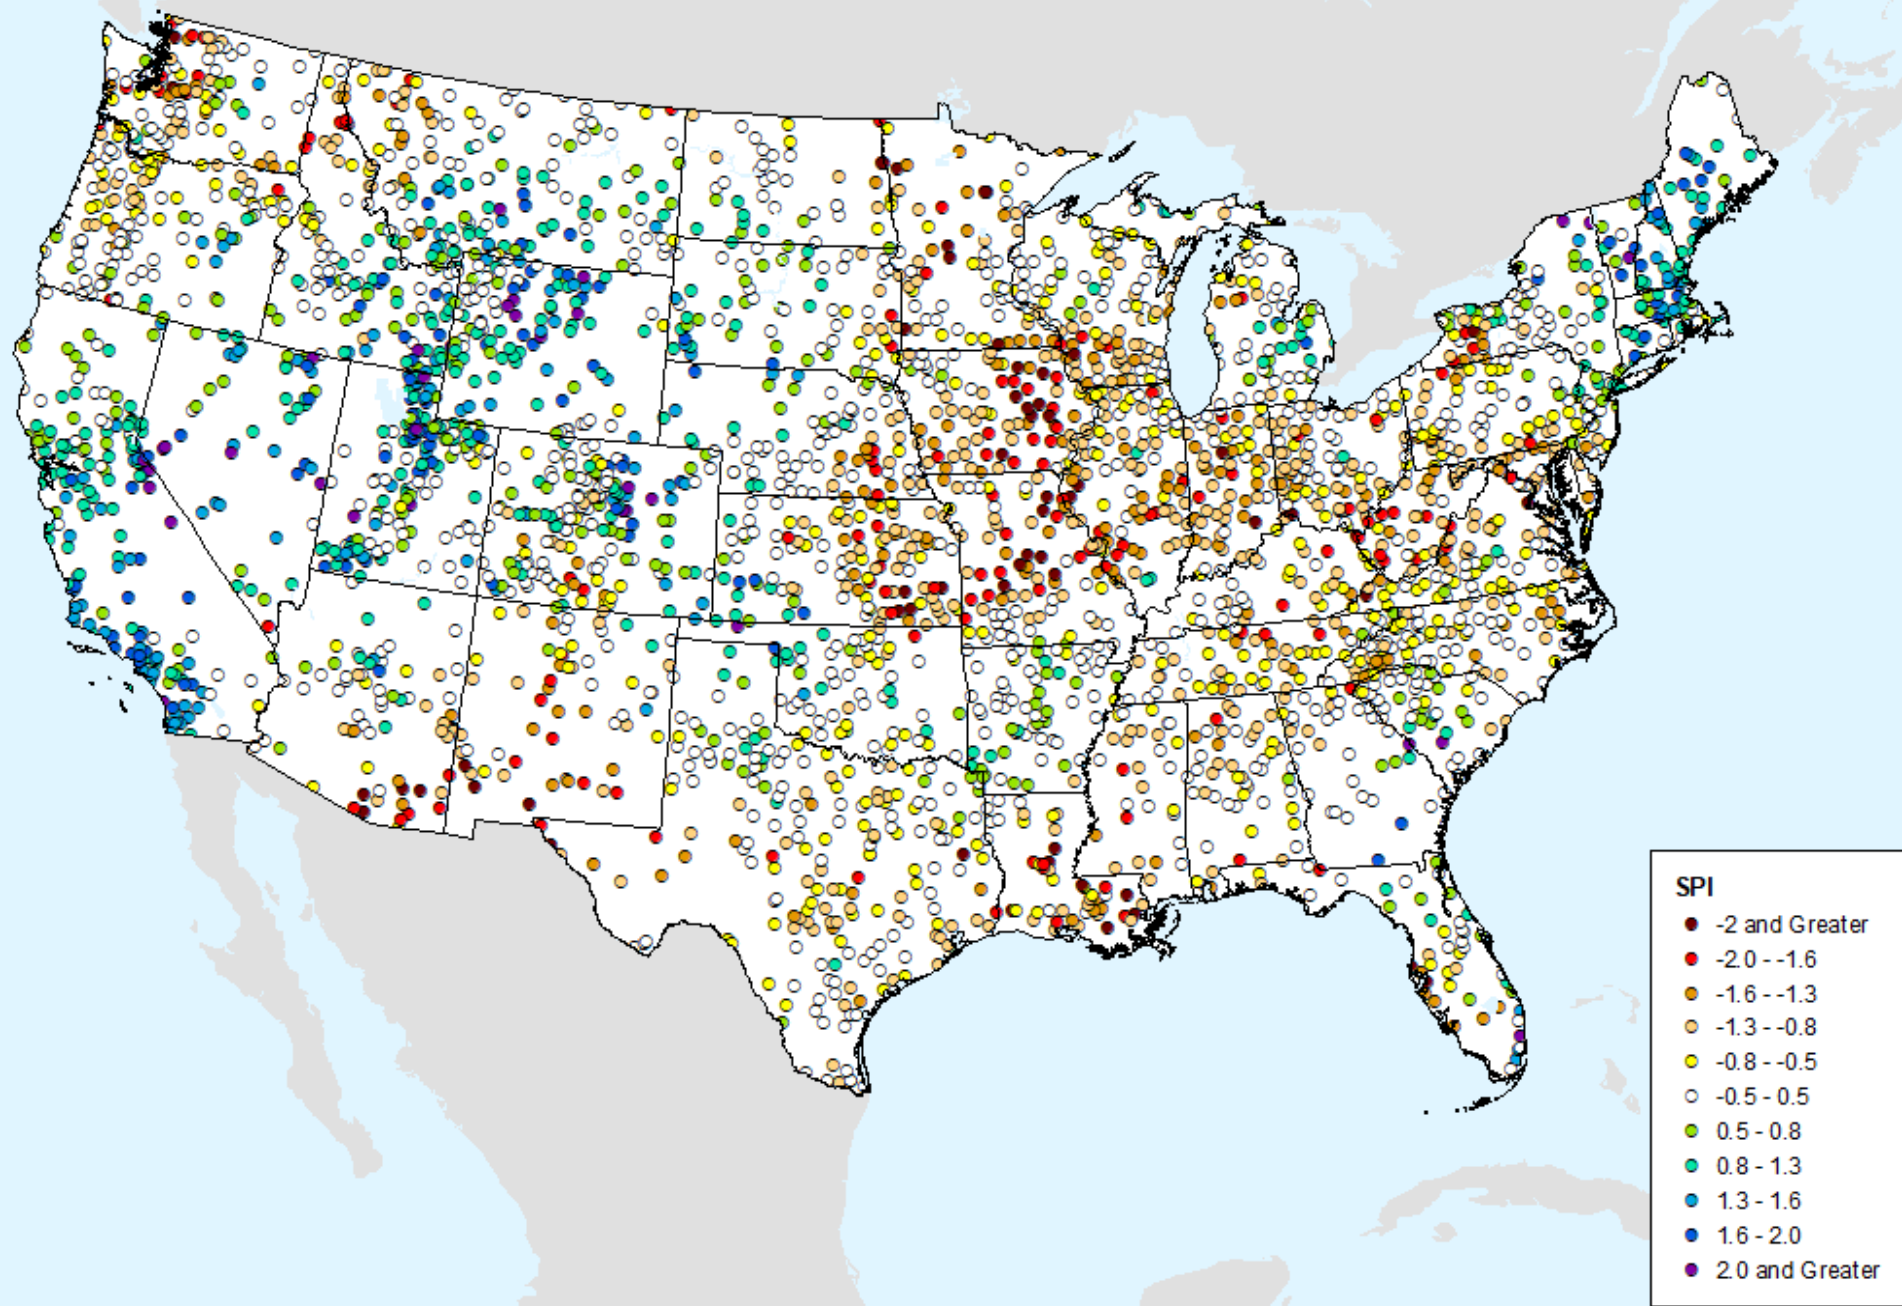 SPI
-2 and Greater
-2.0 - -1.6
-1.6 - -1.3
-1.3 - -0.8
-0.8 - -0.5
-0.5 - 0.5
0.5 - 0.8
0.8 - 1.3
1.3 - 1.6
1.6 - 2.0
2.0 and Greater